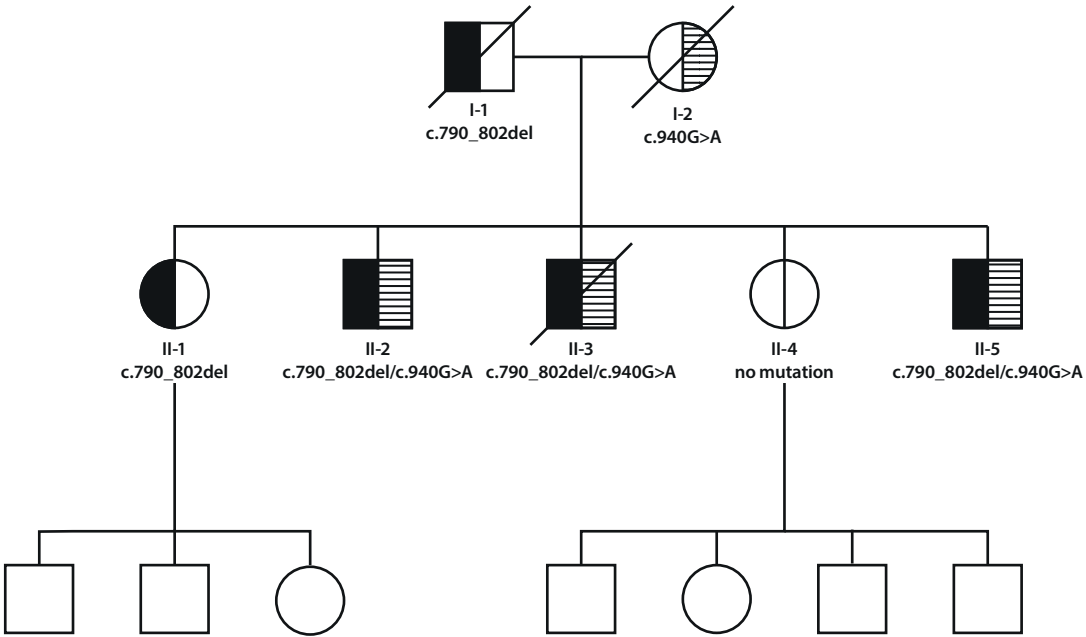 I-1
c.790_802del
I-2
c.940G>A
II-1
c.790_802del
II-2
c.790_802del/c.940G>A
II-3
c.790_802del/c.940G>A
II-4
no mutation
II-5
c.790_802del/c.940G>A